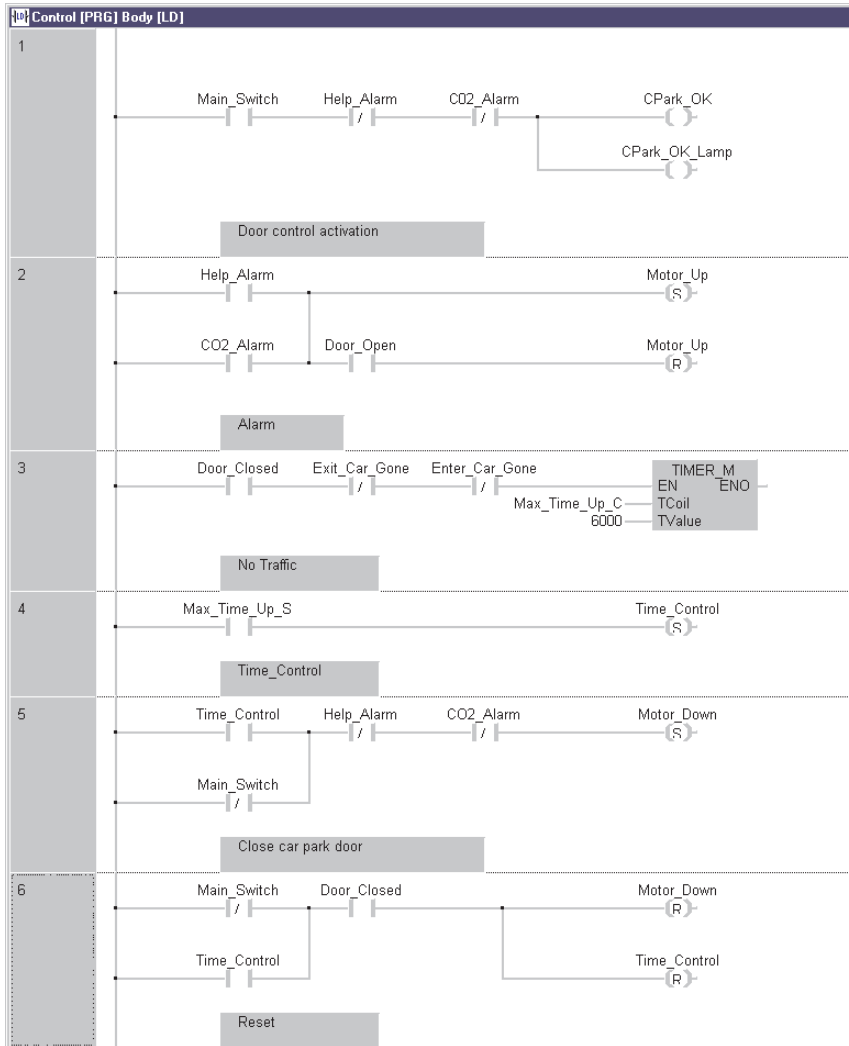 Control [PRG] Body [LD]
1
Main_Switch Help_Alarm C02_Alarm CPark_OK
/ /
CPark_OK_Lamp
Door control activation
2
Help_Alarm Motor_Up
S
CO2_Alarm Door_Open Motor_Up
R
Alarm
3
Door_Closed Exit_Car_Gone Enter_Car_Gone TIMER_M
/ / EN ENO
Max_Time_Up_C TCoil
6000 TValue
No Traffic
4
Max_Time_Up_S Time_Control
S
Time_Control
5
Time_Control Help_Alarm CO2_Alarm Motor_Down
/ / S
Main_Switch
/
Close car park door
6
Main_Switch Door_Closed Motor_Down
/ R
Time_Control Time_Control
R
Reset